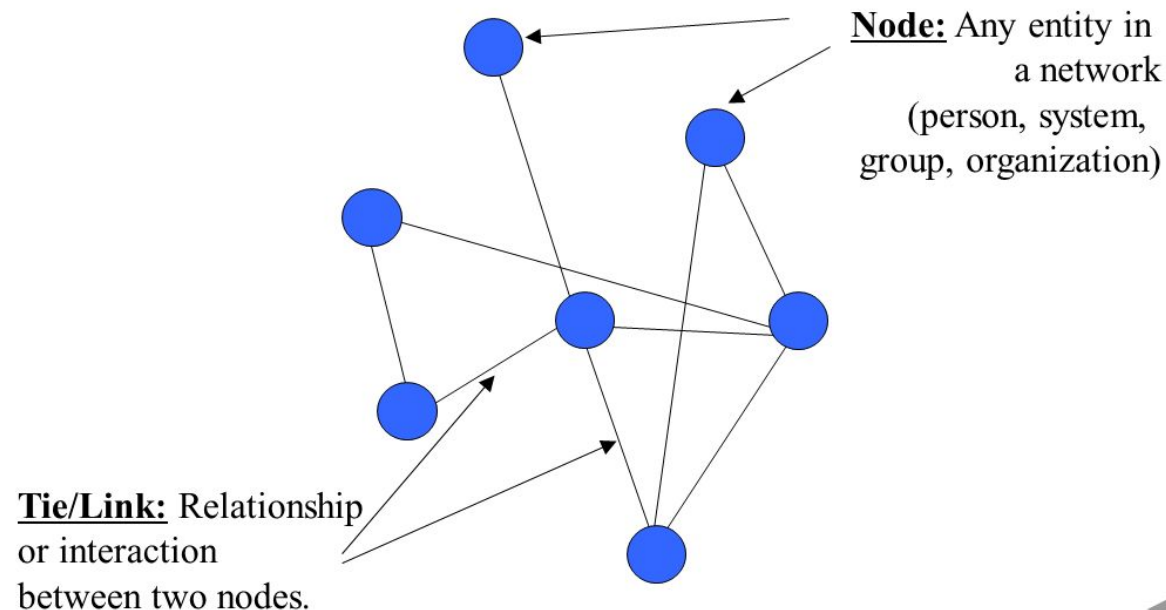 Node: Any entity in
a network
(person, system,
group, organization)
Tie/Link: Relationship
or interaction
between two nodes.